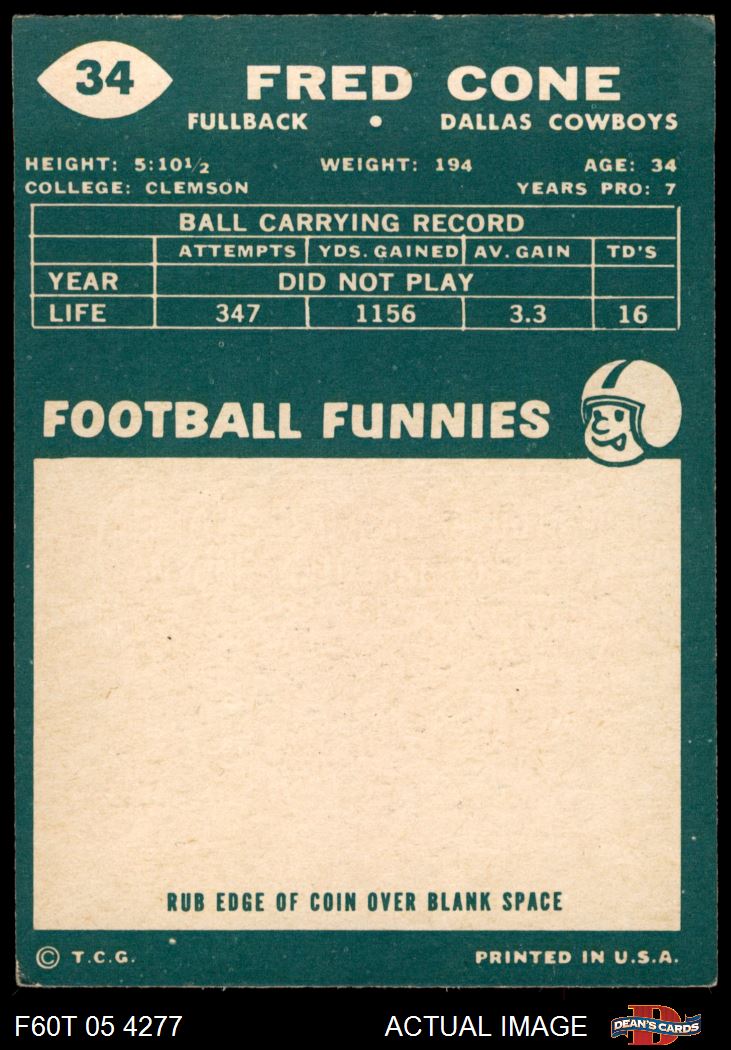 34
FRED CONE
FULLBACK • DALLAS COWBOYS
HEIGHT: 5:10½ WEIGHT: 194 AGE: 34
COLLEGE: CLEMSON YEARS PRO: 7
BALL CARRYING RECORD
ATTEMPTS YDS. GAINED AV. GAIN TD'S
YEAR DID NOT PLAY
LIFE 347 1156 3.3 16
FOOTBALL FUNNIES
RUB EDGE OF COIN OVER BLANK SPACE
© T.C.G. PRINTED IN U.S.A.
F60T 05 4277 ACTUAL IMAGE D DEAN'S CARDS